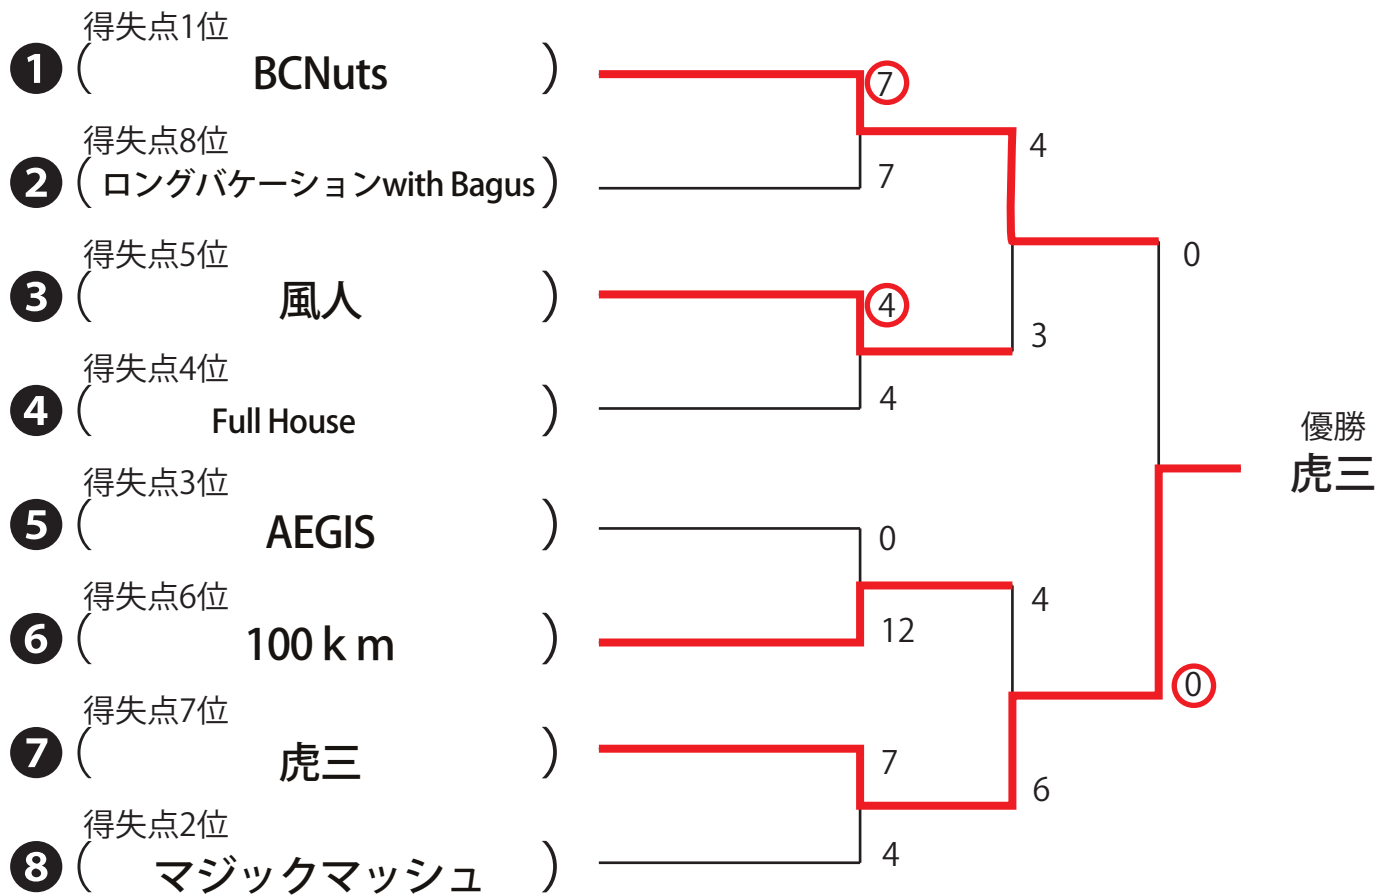 得失点1位
❶ ( BCNuts )
得失点8位
❷ ( ロングバケーションwith Bagus )
得失点5位
❸ ( 風人 )
得失点4位
❹ ( Full House )
得失点3位
❺ ( AEGIS )
得失点6位
❻ ( 100ｋｍ )
得失点7位
❼ ( 虎三 )
得失点2位
❽ ( マジックマッシュ )
7
7
4
4
0
12
7
4
4
3
4
6
0
0
優勝
虎三